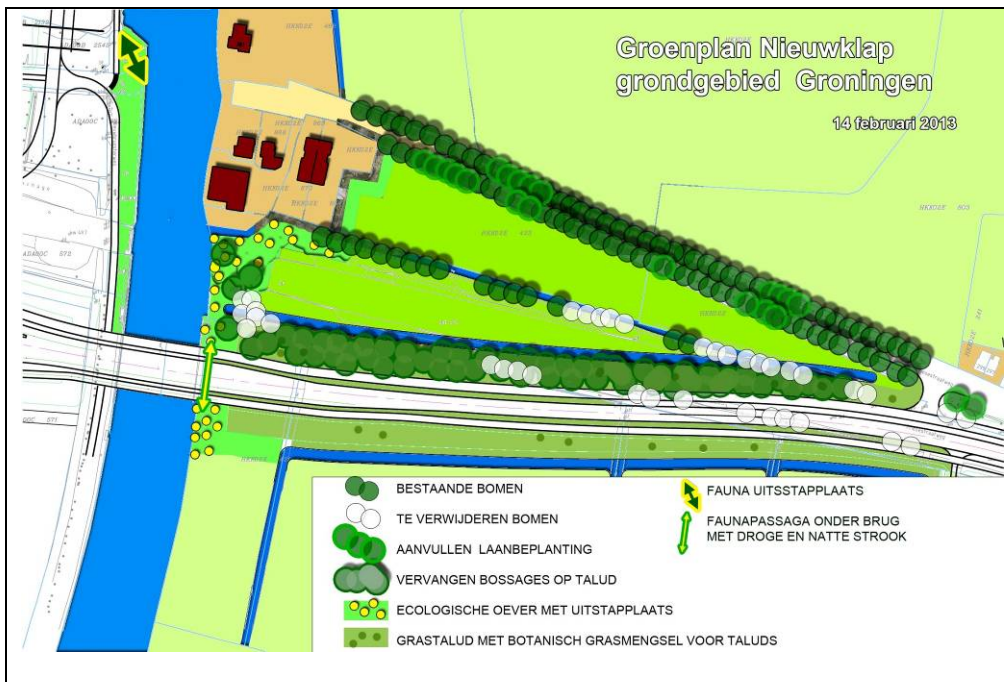 Groenplan Nieuwklap
grondgebied Groningen
14 februari 2013
BESTAANDE BOMEN
TE VERWIJDEREN BOMEN
AANVULLEN LAANBEPLANTING
VERVANGEN BOSSAGES OP TALUD
ECOLOGISCHE OEVER MET UITSTAPPLAATS
GRASTALUD MET BOTANISCH GRASMENGSEL VOOR TALUDS
FAUNA UITSSTAPPLAATS
FAUNAPASSAGA ONDER BRUG
MET DROGE EN NATTE STROOK